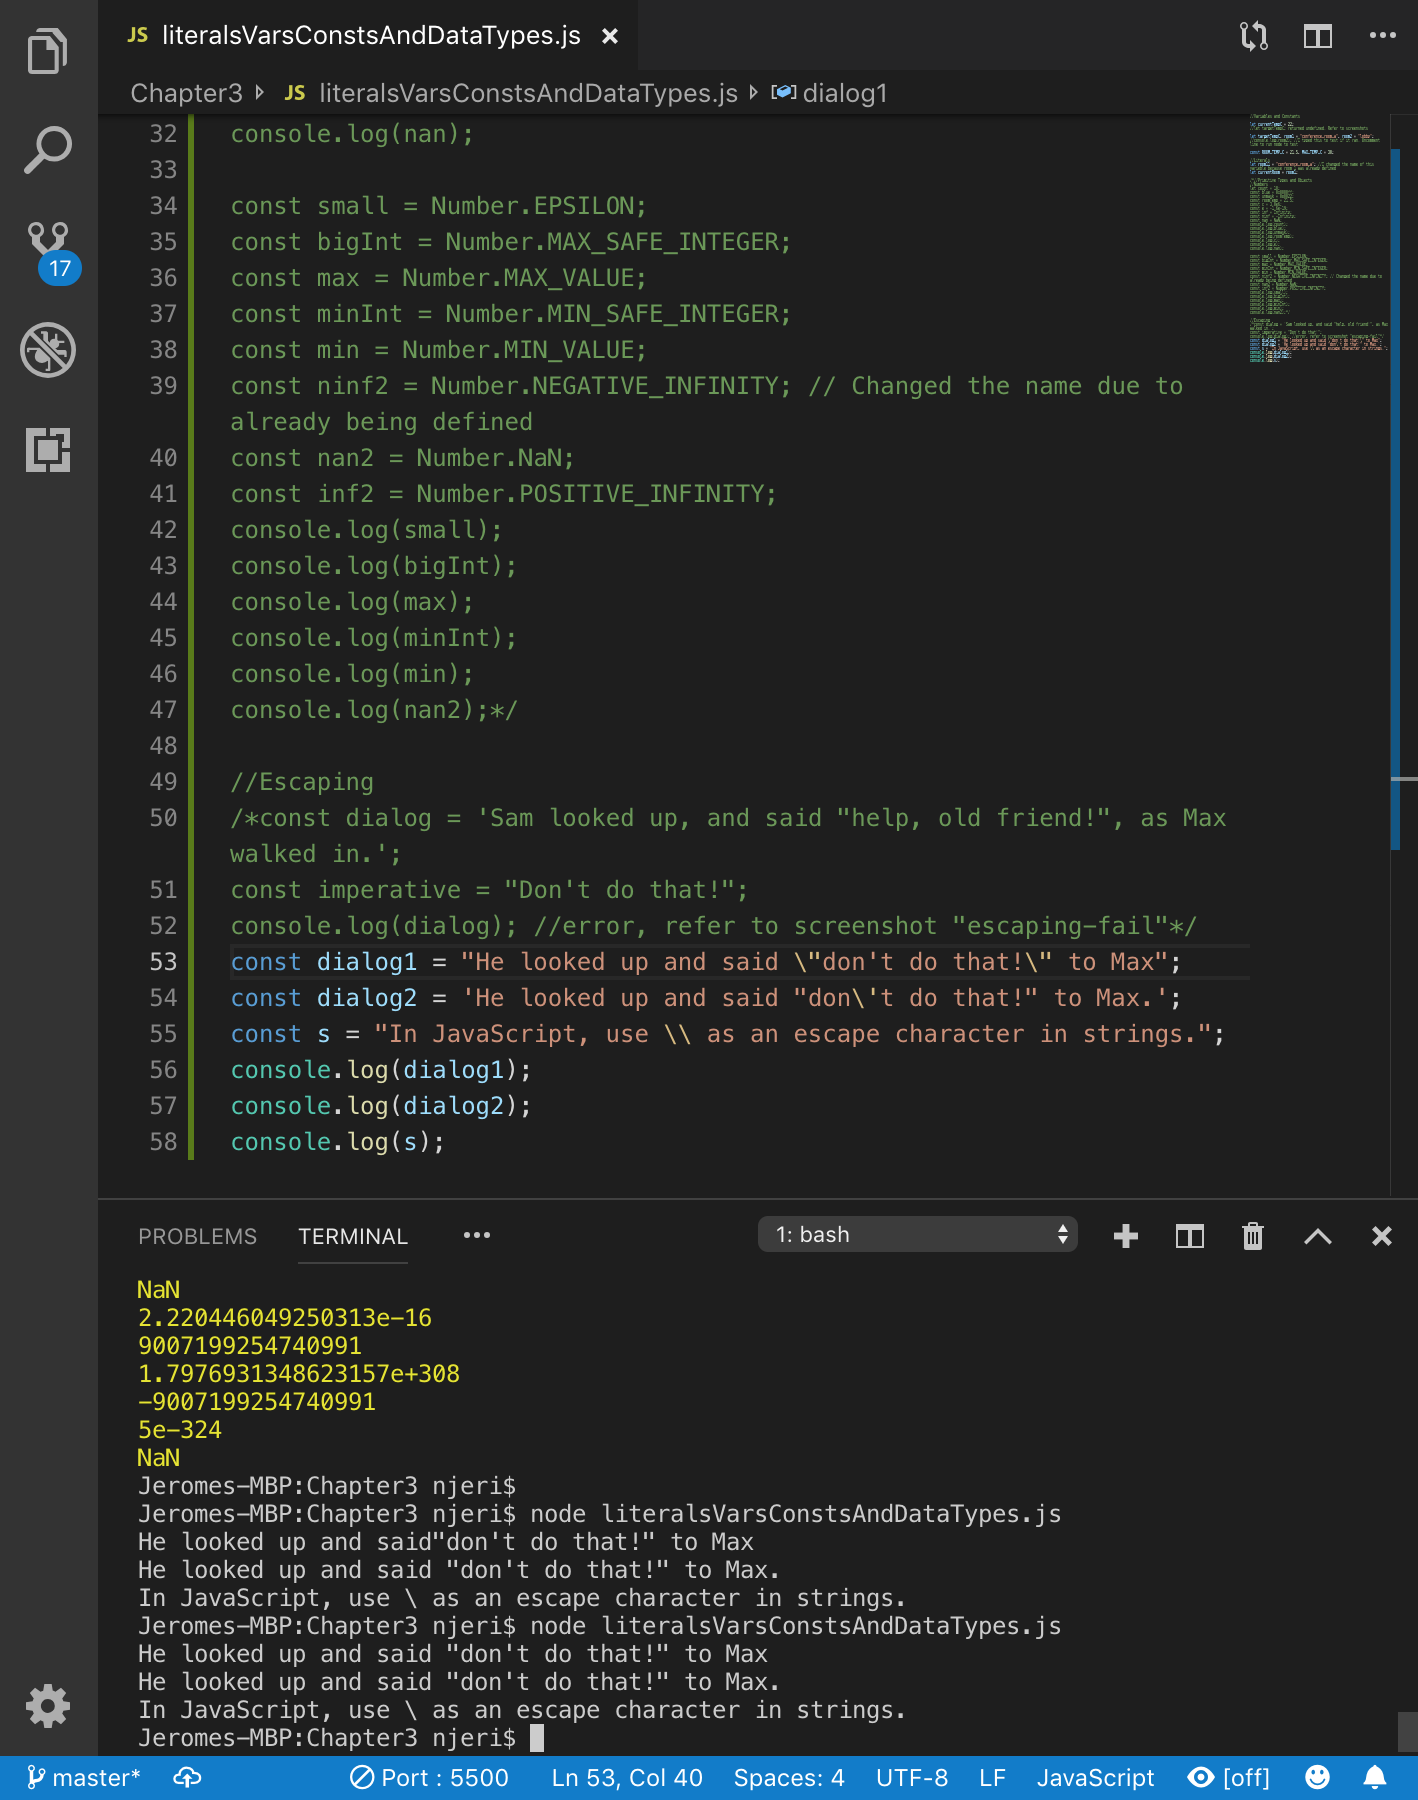 JS literalsVarsConstsAndDataTypes.js
Chapter3 JS literalsVarsConstsAndDataTypes.js dialog1
17
32 console.log(nan);
33
34 const small = Number.EPSILON;
35 const bigInt = Number.MAX_SAFE_INTEGER;
36 const max = Number.MAX_VALUE;
37 const minInt = Number.MIN_SAFE_INTEGER;
38 const min = Number.MIN_VALUE;
39 const ninf2 = Number.NEGATIVE_INFINITY; // Changed the name due to
already being defined
40 const nan2 = Number.NaN;
41 const inf2 = Number.POSITIVE_INFINITY;
42 console.log(small);
43 console.log(bigInt);
44 console.log(max);
45 console.log(minInt);
46 console.log(min);
47 console.log(nan2);*/
48
49 //Escaping
50 /*const dialog = 'Sam looked up, and said "help, old friend!", as Max
walked in.';
51 const imperative = "Don't do that!";
52 console.log(dialog); //error, refer to screenshot "escaping-fail"*/
53 const dialog1 = "He looked up and said \"don't do that!\" to Max";
54 const dialog2 = 'He looked up and said "don\'t do that!" to Max.';
55 const s = "In JavaScript, use \\ as an escape character in strings.";
56 console.log(dialog1);
57 console.log(dialog2);
58 console.log(s);
PROBLEMS TERMINAL 1: bash
NaN
2.220446049250313e-16
9007199254740991
1.7976931348623157e+308
-9007199254740991
5e-324
NaN
Jeromes-MBP:Chapter3 njeri$
Jeromes-MBP:Chapter3 njeri$ node literalsVarsConstsAndDataTypes.js
He looked up and said"don't do that!" to Max
He looked up and said "don't do that!" to Max.
In JavaScript, use \ as an escape character in strings.
Jeromes-MBP:Chapter3 njeri$ node literalsVarsConstsAndDataTypes.js
He looked up and said "don't do that!" to Max
He looked up and said "don't do that!" to Max.
In JavaScript, use \ as an escape character in strings.
Jeromes-MBP:Chapter3 njeri$
master* Port : 5500 Ln 53, Col 40 Spaces: 4 UTF-8 LF JavaScript [off]